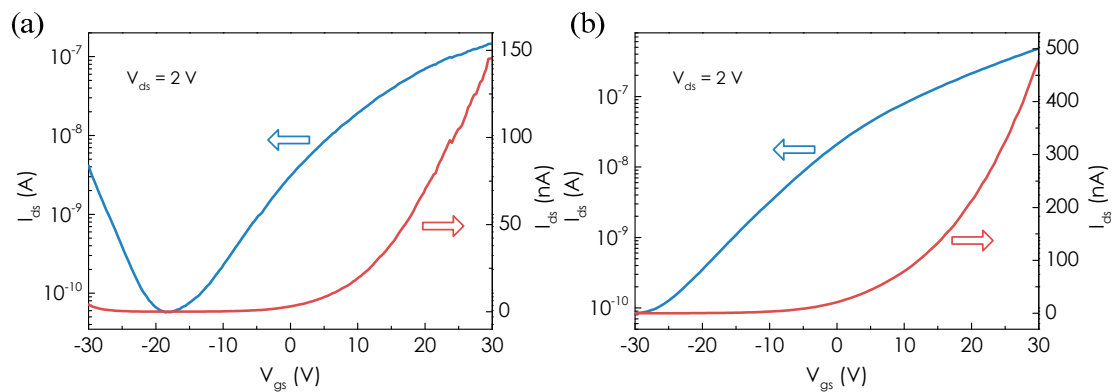 (a)
V_ds = 2 V
I_ds (A)
10^-7
10^-8
10^-9
10^-10
150
100
50
0
I_ds (nA)
-30 -20 -10 0 10 20 30
V_gs (V)
(b)
V_ds = 2 V
I_ds (A)
10^-7
10^-8
10^-9
10^-10
500
400
300
200
100
0
I_ds (nA)
-30 -20 -10 0 10 20 30
V_gs (V)